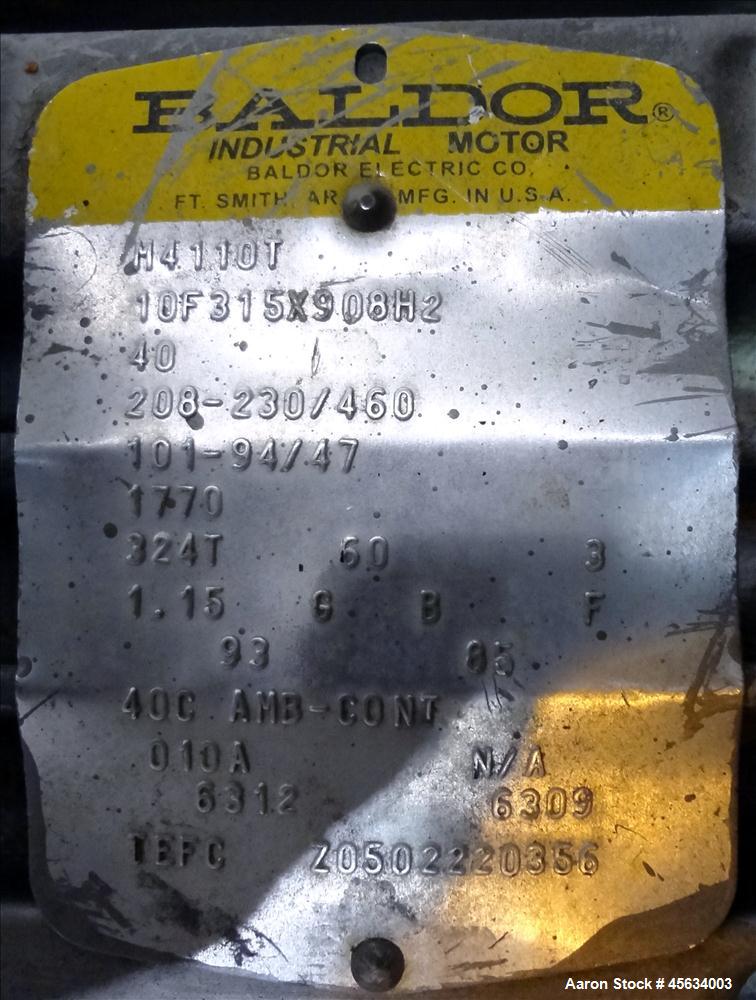 BALDOR®
INDUSTRIAL MOTOR
BALDOR ELECTRIC CO.
FT. SMITH, AR MFG. IN U.S.A.
M4110T
10F315X908H2
40
208-230/460
101-94/47
1770
324T 60 3
1.15 G B F
93 85
40C AMB-CONT
010A N/A
6312 6309
TEFC Z0502220356
Aaron Stock # 45634003